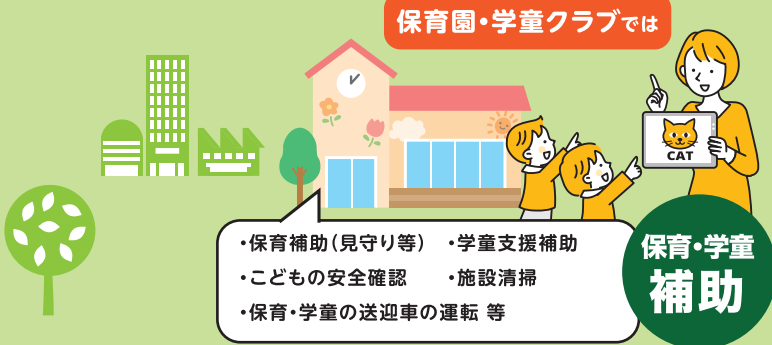 保育園・学童クラブでは
CAT
・保育補助（見守り等） ・学童支援補助
・こどもの安全確認 ・施設清掃
・保育・学童の送迎車の運転 等
保育・学童
補助